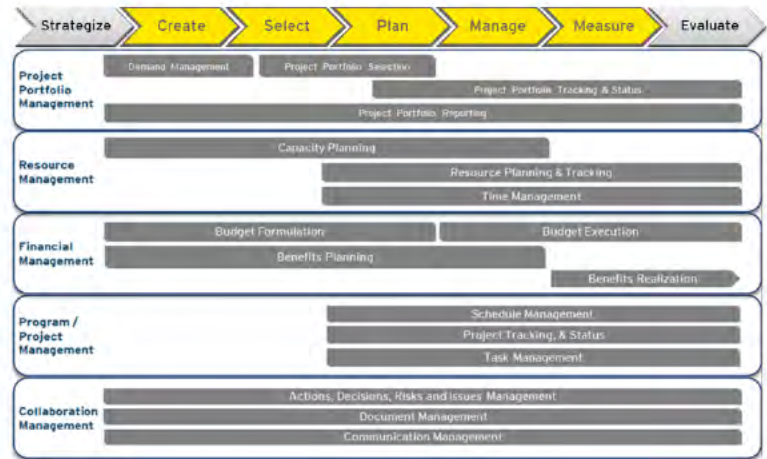 Strategize Create Select Plan Manage Measure Evaluate
Project
Portfolio
Management
Demand Management
Project Portfolio Selection
Project Portfolio Tracking & Status
Project Portfolio Reporting
Resource
Management
Capacity Planning
Resource Planning & Tracking
Time Management
Financial
Management
Budget Formulation
Budget Execution
Benefits Planning
Benefits Realization
Program /
Project
Management
Schedule Management
Project Tracking, & Status
Task Management
Collaboration
Management
Actions, Decisions, Risks and Issues Management
Document Management
Communication Management